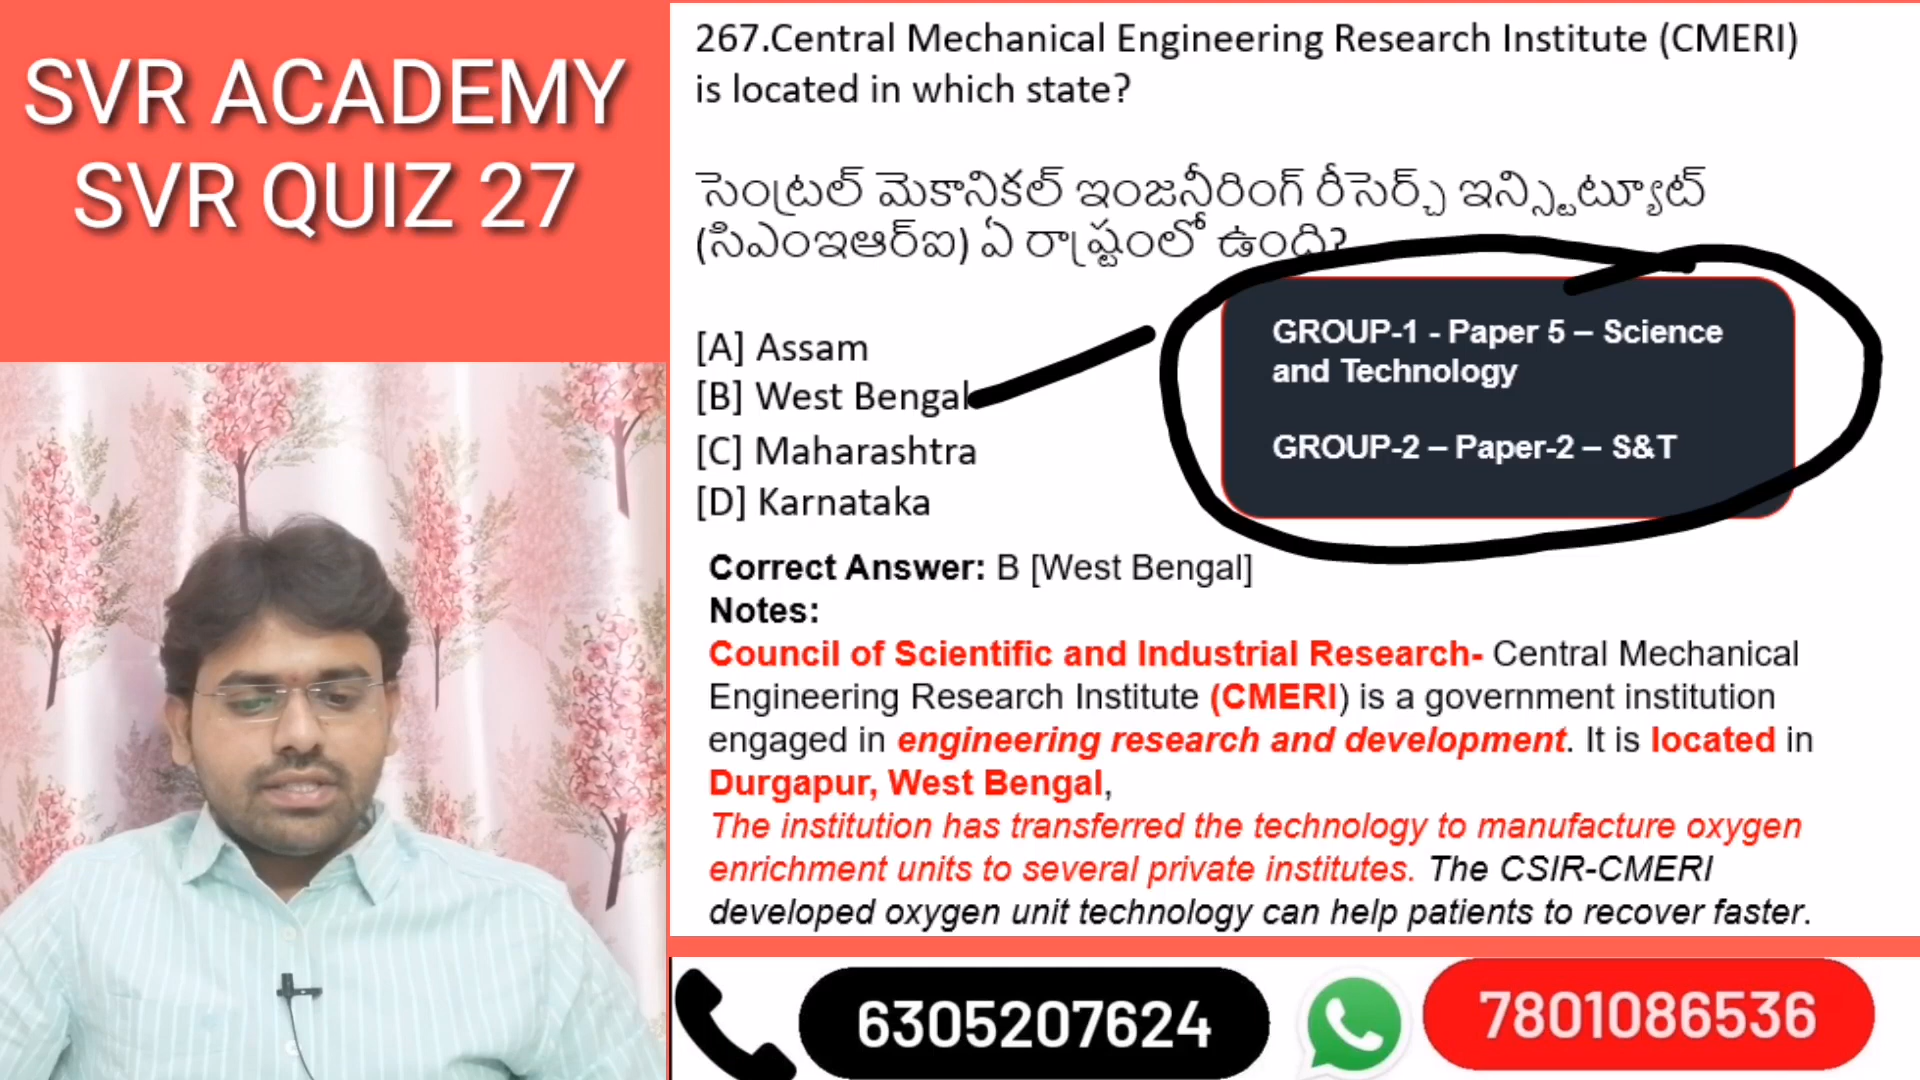 SVR ACADEMY
SVR QUIZ 27
267.Central Mechanical Engineering Research Institute (CMERI)
is located in which state?
సెంట్రల్ మెకానికల్ ఇంజనీరింగ్ రీసెర్చ్ ఇన్స్టిట్యూట్
(సిఎంఇఆర్ఐ) ఏ రాష్ట్రంలో ఉంది?
[A] Assam
[B] West Bengal
[C] Maharashtra
[D] Karnataka
GROUP-1 - Paper 5 – Science
and Technology
GROUP-2 – Paper-2 – S&T
Correct Answer: B [West Bengal]
Notes:
Council of Scientific and Industrial Research- Central Mechanical
Engineering Research Institute (CMERI) is a government institution
engaged in engineering research and development. It is located in
Durgapur, West Bengal,
The institution has transferred the technology to manufacture oxygen
enrichment units to several private institutes. The CSIR-CMERI
developed oxygen unit technology can help patients to recover faster.
6305207624
7801086536